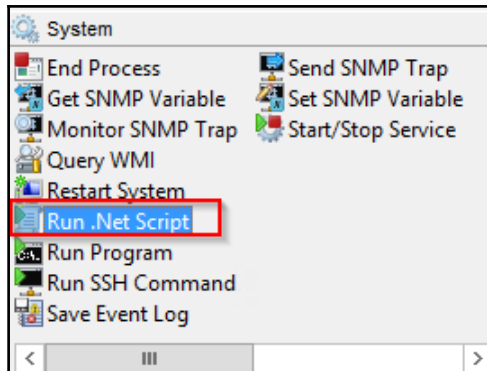 System
End Process
Get SNMP Variable
Monitor SNMP Trap
Query WMI
Restart System
Run .Net Script
Run Program
Run SSH Command
Save Event Log
Send SNMP Trap
Set SNMP Variable
Start/Stop Service